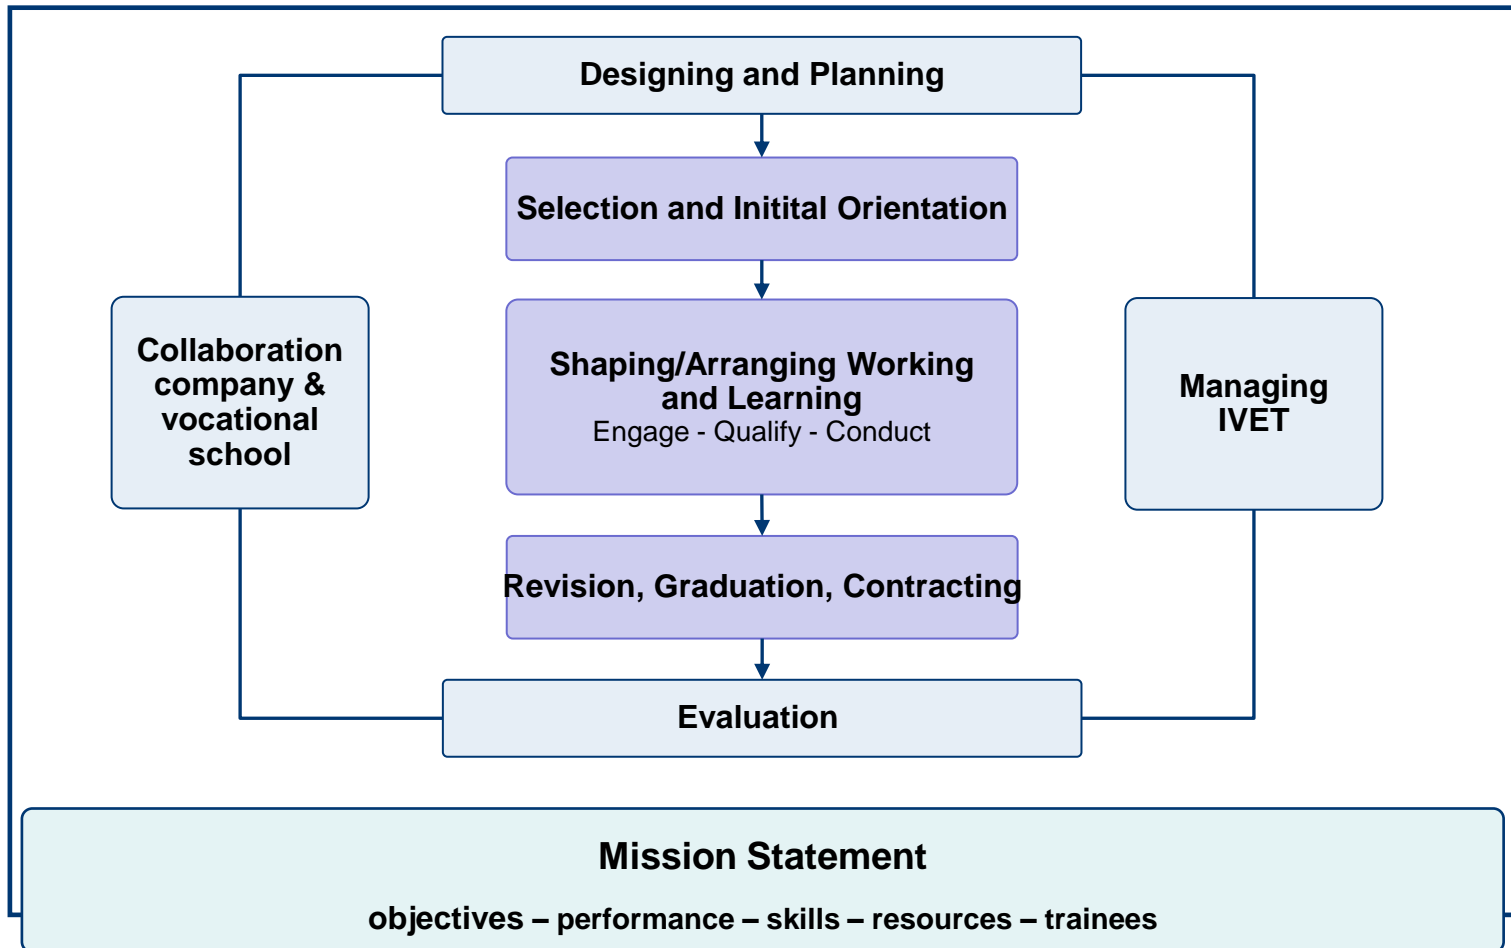 Designing and Planning
Selection and Initital Orientation
Collaboration
company &
vocational
school
Shaping/Arranging Working
and Learning
Engage - Qualify - Conduct
Managing
IVET
Revision, Graduation, Contracting
Evaluation
Mission Statement
objectives – performance – skills – resources – trainees